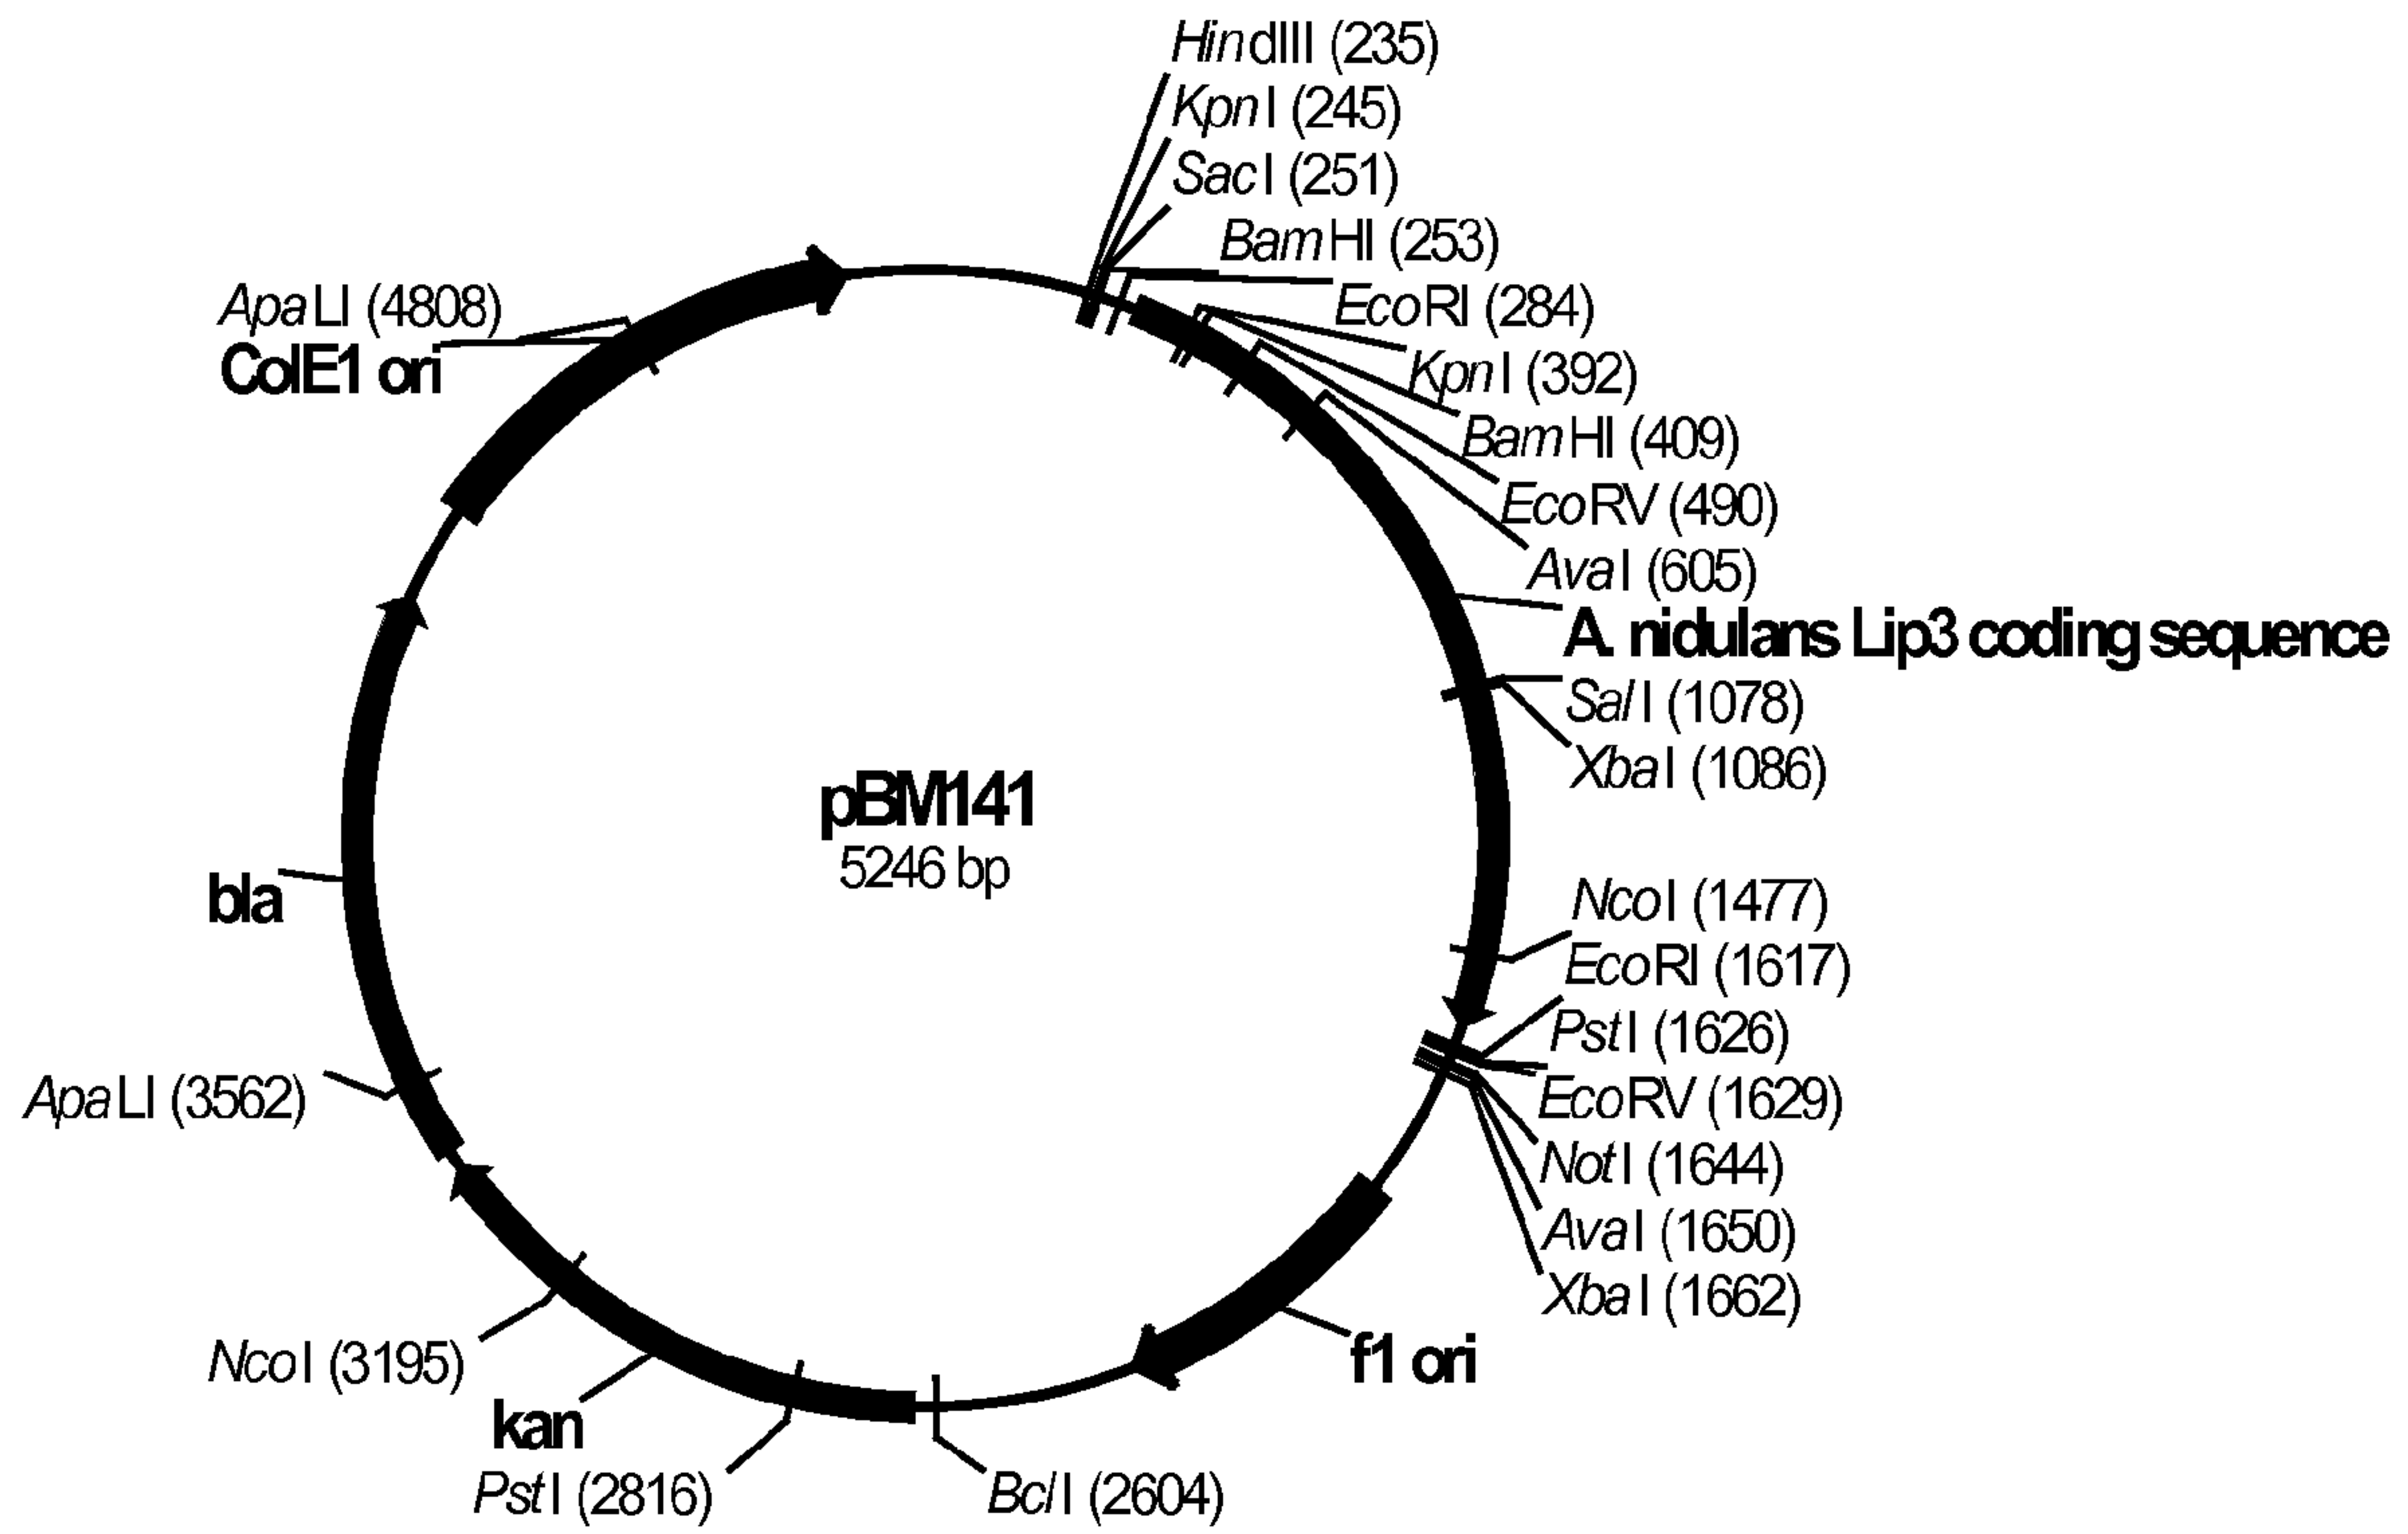 HindIII (235)
KpnI (245)
SacI (251)
BamHI (253)
EcoRI (284)
KpnI (392)
BamHI (409)
EcoRV (490)
AvaI (605)
A. nidulans Lip3 coding sequence
SalI (1078)
XbaI (1086)
NcoI (1477)
EcoRI (1617)
PstI (1626)
EcoRV (1629)
NotI (1644)
AvaI (1650)
XbaI (1662)
f1 ori
BclI (2604)
PstI (2816)
kan
NcoI (3195)
ApaLI (3562)
bla
ColE1 ori
ApaLI (4808)
pBM141
5246 bp